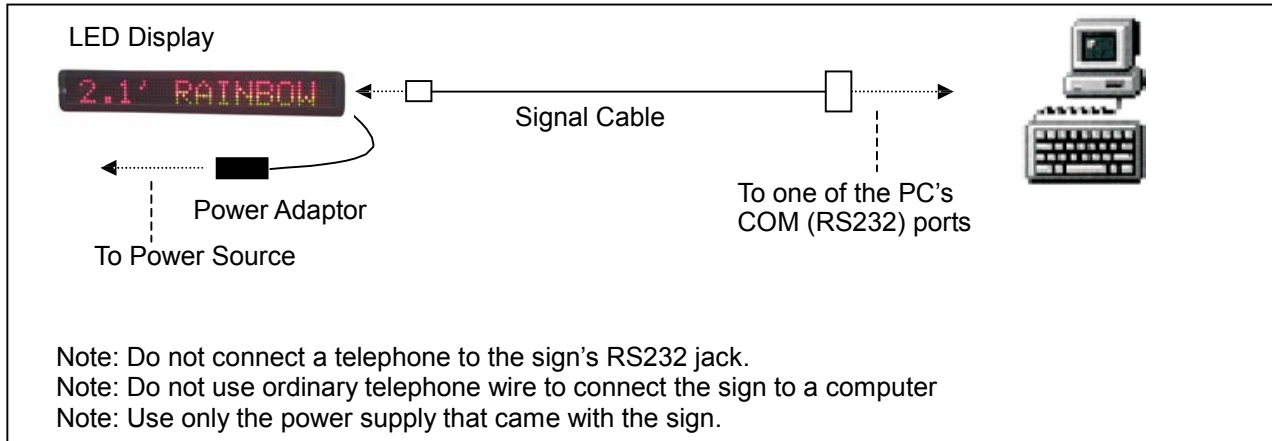 LED Display
2.1' RAINBOW
Signal Cable
Power Adaptor
To Power Source
To one of the PC’s
COM (RS232) ports
Note: Do not connect a telephone to the sign’s RS232 jack.
Note: Do not use ordinary telephone wire to connect the sign to a computer
Note: Use only the power supply that came with the sign.